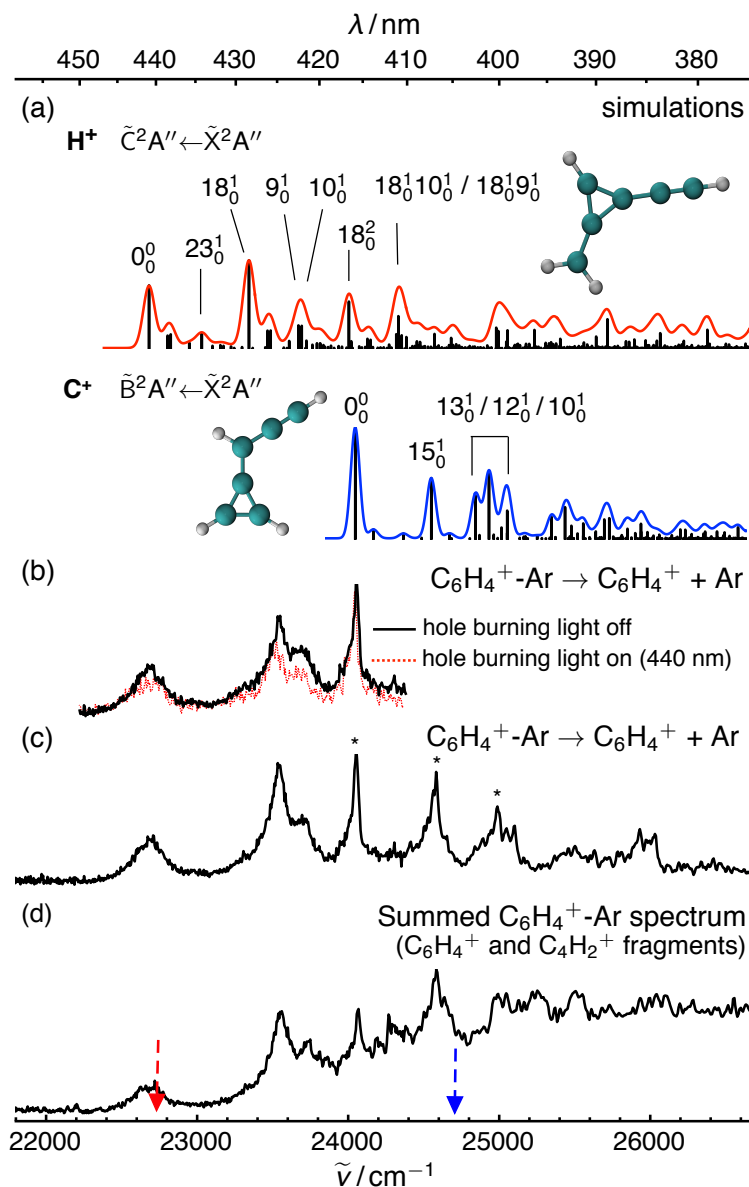 λ / nm
450 440 430 420 410 400 390 380
(a) simulations
H⁺ C̃²A′′←X̃²A′′
18¹₀ 9¹₀ 10¹₀ 18¹₀10¹₀ / 18¹₀9¹₀
0⁰₀ 23¹₀ 18²₀
C⁺ B̃²A′′←X̃²A′′
0⁰₀ 13¹₀ / 12¹₀ / 10¹₀
15¹₀
(b) C₆H₄⁺-Ar → C₆H₄⁺ + Ar
hole burning light off
hole burning light on (440 nm)
(c) C₆H₄⁺-Ar → C₆H₄⁺ + Ar
* * *
(d) Summed C₆H₄⁺-Ar spectrum
(C₆H₄⁺ and C₄H₂⁺ fragments)
22000 23000 24000 25000 26000
ν̃ / cm⁻¹